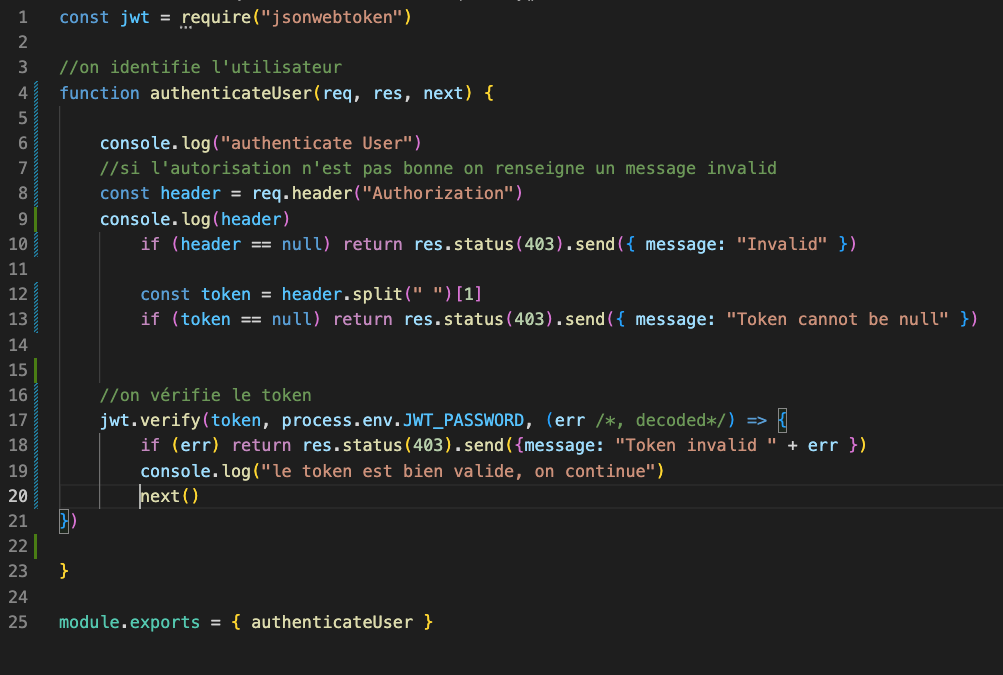 1 const jwt = require("jsonwebtoken")
2
3 //on identifie l'utilisateur
4 function authenticateUser(req, res, next) {
5
6 console.log("authenticate User")
7 //si l'autorisation n'est pas bonne on renseigne un message invalid
8 const header = req.header("Authorization")
9 console.log(header)
10 if (header == null) return res.status(403).send({ message: "Invalid" })
11
12 const token = header.split(" ")[1]
13 if (token == null) return res.status(403).send({ message: "Token cannot be null" })
14
15
16 //on vérifie le token
17 jwt.verify(token, process.env.JWT_PASSWORD, (err /*, decoded*/) => {
18 if (err) return res.status(403).send({message: "Token invalid " + err })
19 console.log("le token est bien valide, on continue")
20 next()
21 })
22
23 }
24
25 module.exports = { authenticateUser }